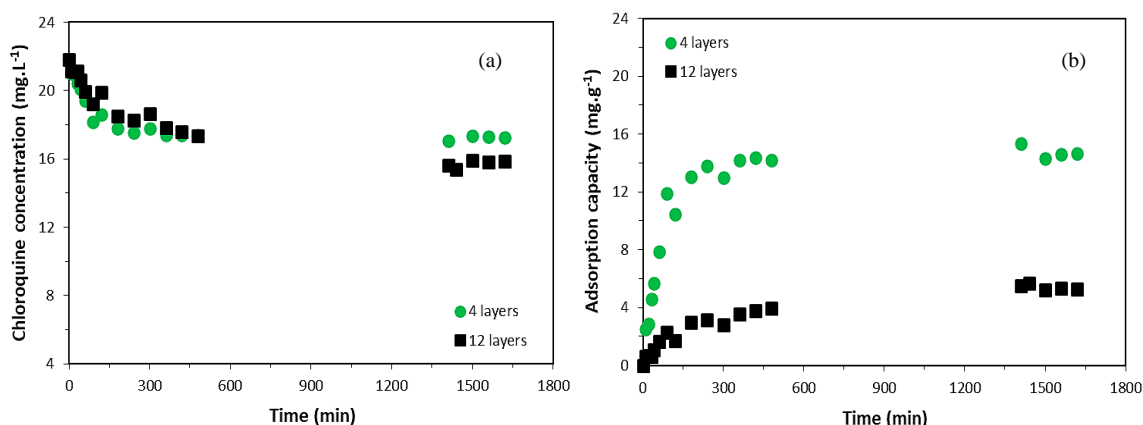 Chloroquine concentration (mg.L⁻¹)
24
20
16
12
8
4
(a)
4 layers
12 layers
0 300 600 900 1200 1500 1800
Time (min)
Adsorption capacity (mg.g⁻¹)
24
20
16
12
8
4
0
4 layers
12 layers
(b)
0 300 600 900 1200 1500 1800
Time (min)